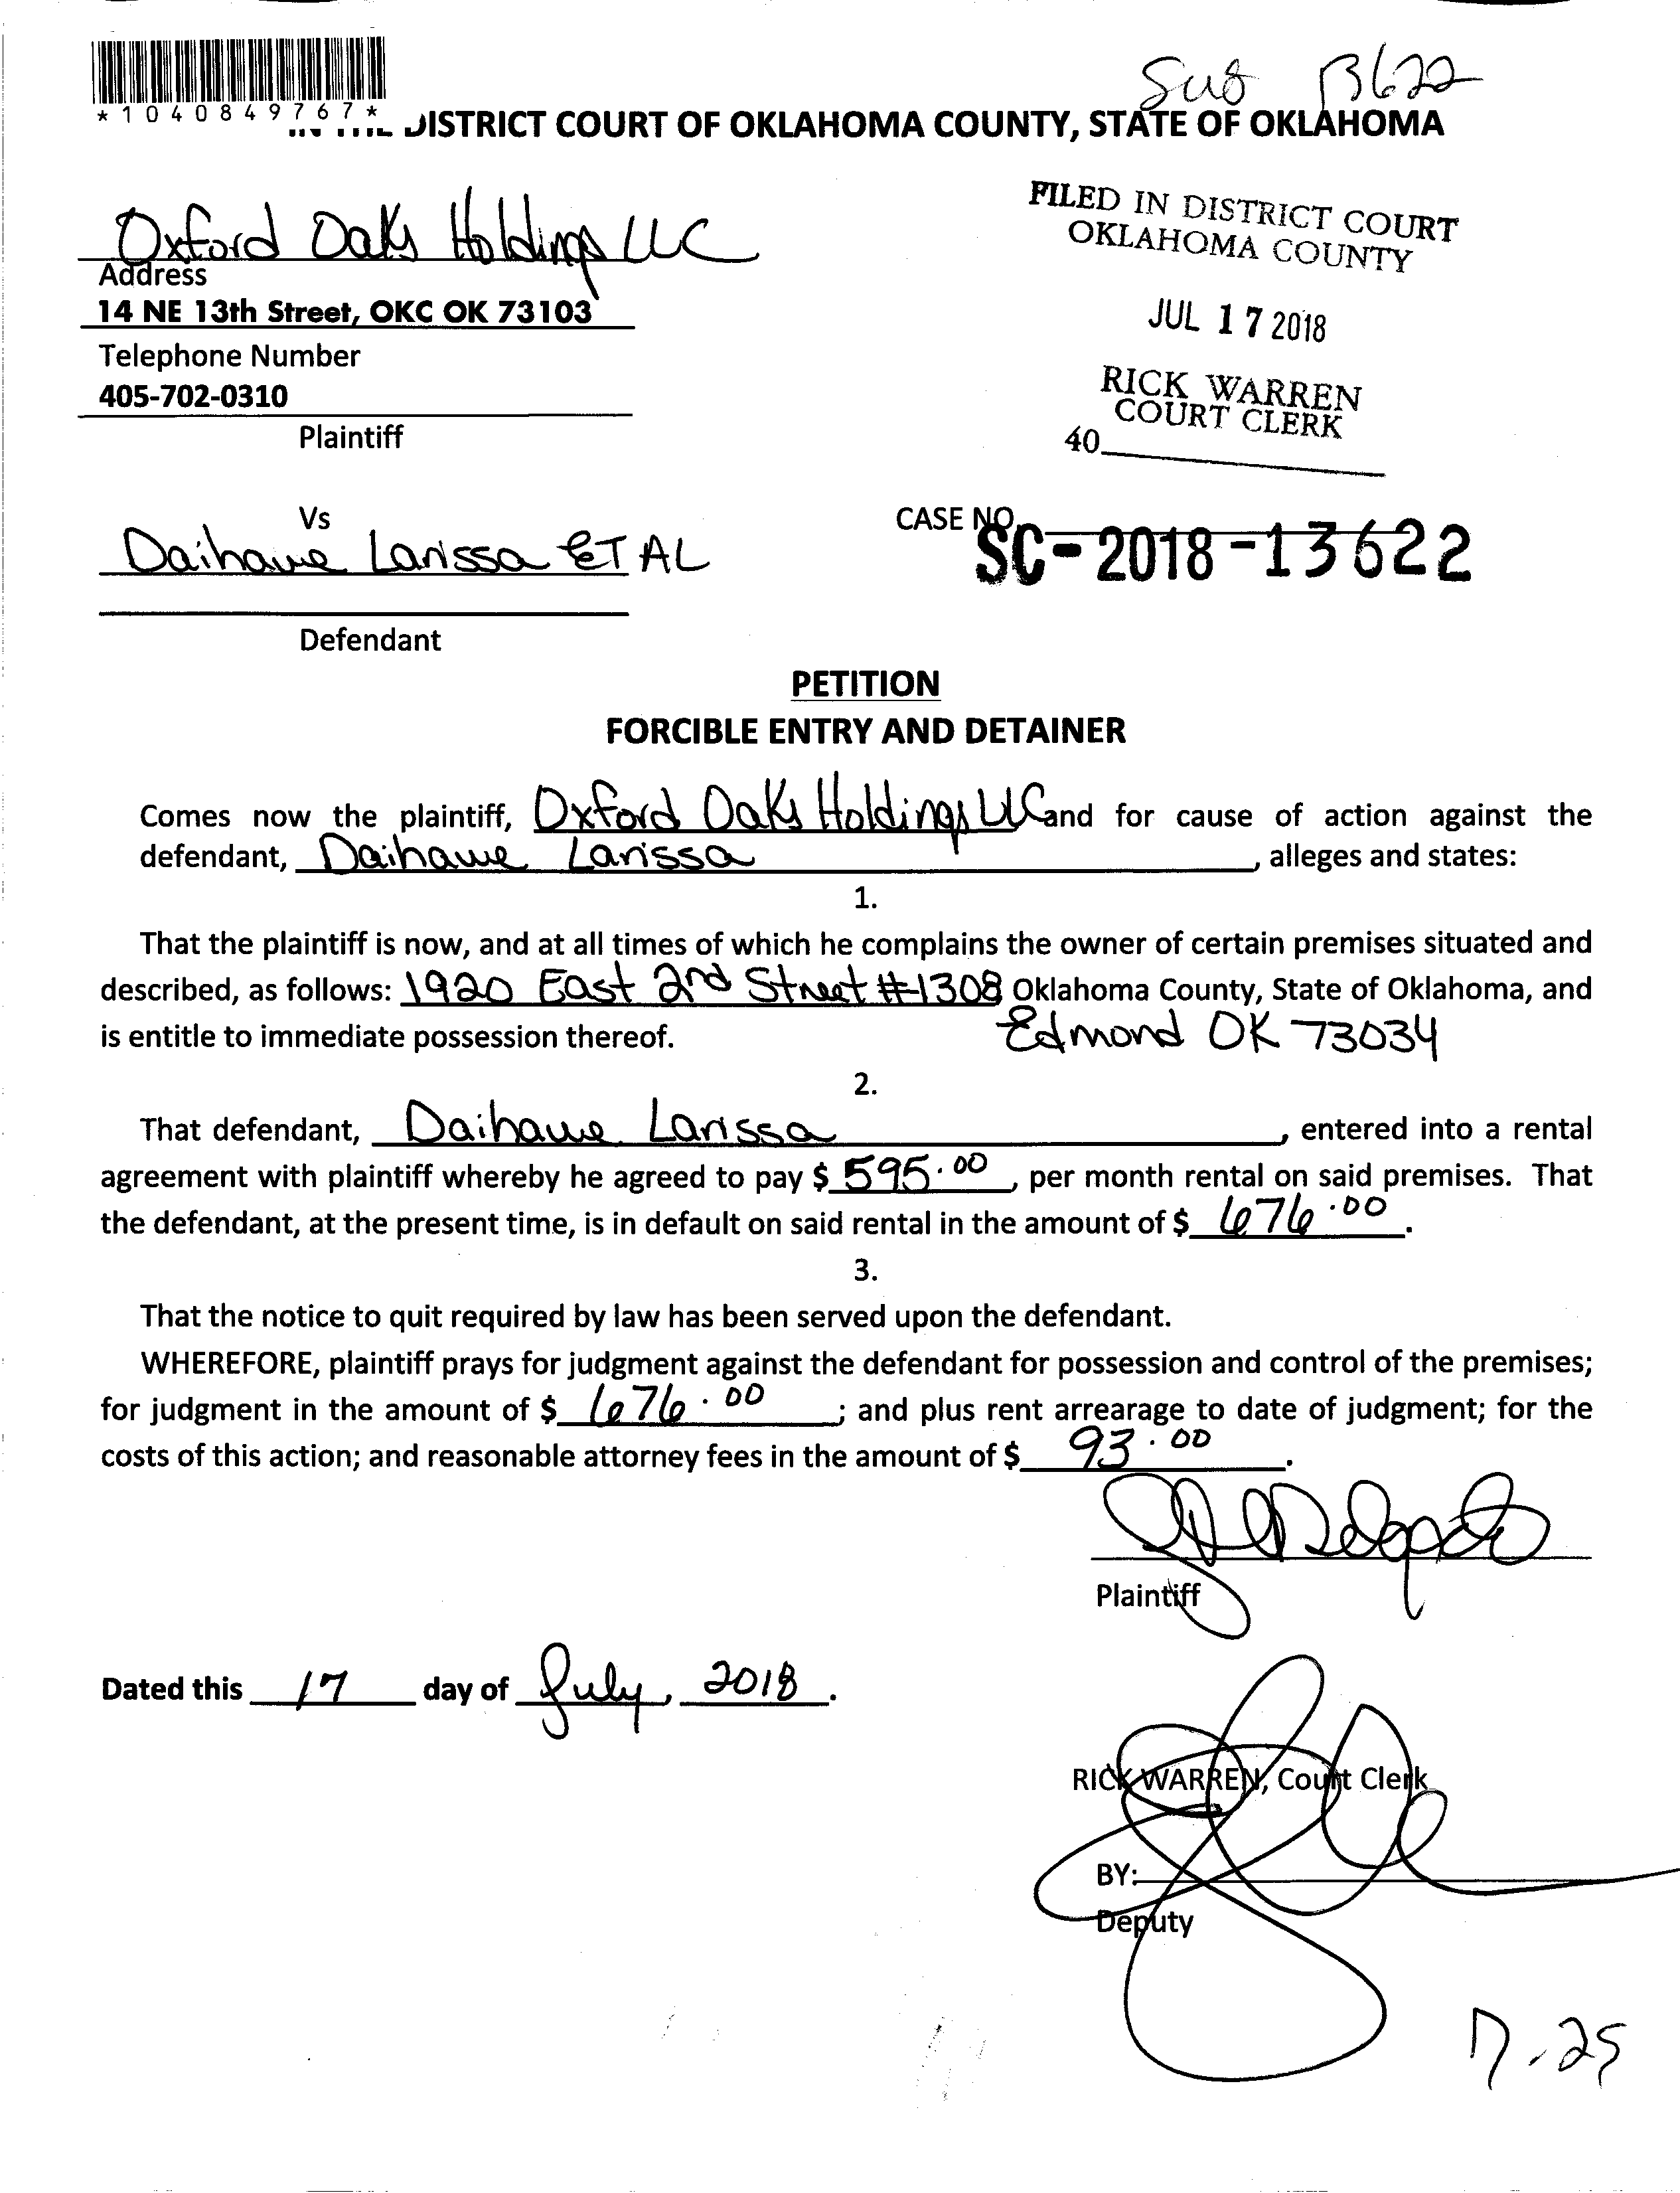 Sub 13622
*1040849767*
IN THE DISTRICT COURT OF OKLAHOMA COUNTY, STATE OF OKLAHOMA
Oxford Oaks Holdings LLC
Address
14 NE 13th Street, OKC OK 73103
Telephone Number
405-702-0310
Plaintiff
FILED IN DISTRICT COURT
OKLAHOMA COUNTY
JUL 17 2018
RICK WARREN
COURT CLERK
40
Vs
Daihawe Larissa ET AL
Defendant
CASE NO.
SC-2018-13622
PETITION
FORCIBLE ENTRY AND DETAINER
Comes now the plaintiff, Oxford Oaks Holdings LLC and for cause of action against the
defendant, Daihawe Larissa, alleges and states:
1.
That the plaintiff is now, and at all times of which he complains the owner of certain premises situated and
described, as follows: 1920 East 2nd Street #1308 Oklahoma County, State of Oklahoma, and
is entitle to immediate possession thereof. Edmond OK 73034
2.
That defendant, Daihawe Larissa, entered into a rental
agreement with plaintiff whereby he agreed to pay $ 595.00, per month rental on said premises. That
the defendant, at the present time, is in default on said rental in the amount of $ 676.00.
3.
That the notice to quit required by law has been served upon the defendant.
WHEREFORE, plaintiff prays for judgment against the defendant for possession and control of the premises;
for judgment in the amount of $ 676.00; and plus rent arrearage to date of judgment; for the
costs of this action; and reasonable attorney fees in the amount of $ 93.00.
Plaintiff
Dated this 17 day of July, 2018.
RICK WARREN, Court Clerk
BY:
Deputy
7-25